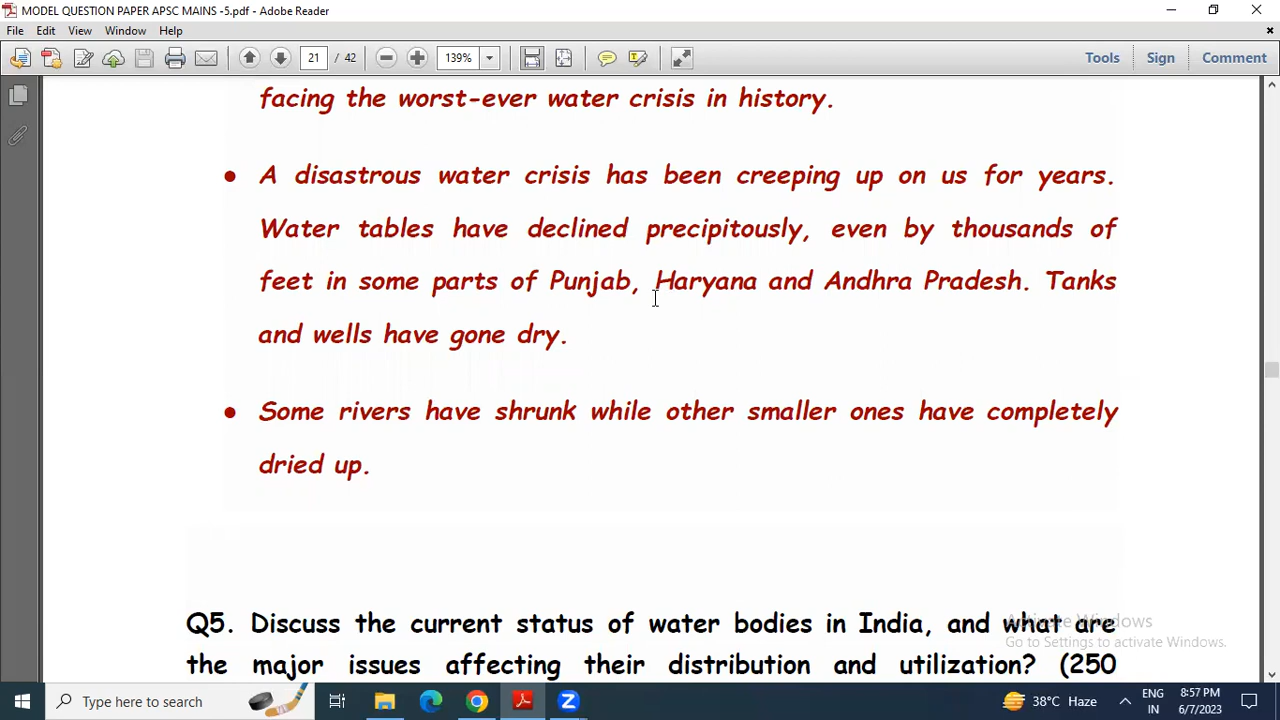 MODEL QUESTION PAPER APSC MAINS -5.pdf - Adobe Reader
File Edit View Window Help
21 / 42 139% Tools Sign Comment
facing the worst-ever water crisis in history.
• A disastrous water crisis has been creeping up on us for years.
Water tables have declined precipitously, even by thousands of
feet in some parts of Punjab, Haryana and Andhra Pradesh. Tanks
and wells have gone dry.
• Some rivers have shrunk while other smaller ones have completely
dried up.
Q5. Discuss the current status of water bodies in India, and what are
the major issues affecting their distribution and utilization? (250
Activate Windows
Go to Settings to activate Windows.
Type here to search 38°C Haze ENG 8:57 PM
IN 6/7/2023